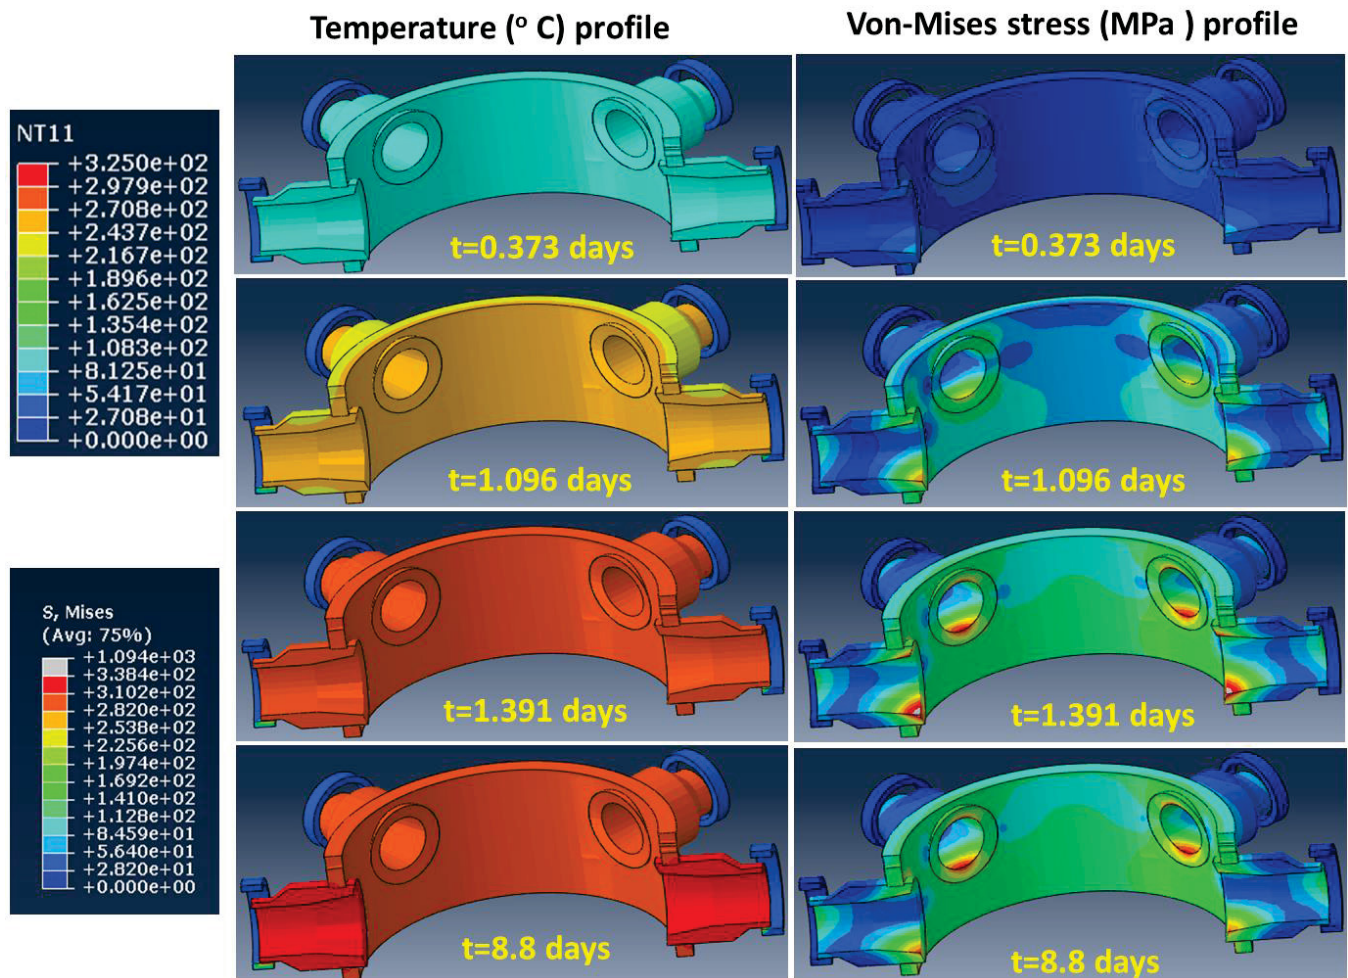 Temperature (° C) profile
Von-Mises stress (MPa ) profile
NT11
+3.250e+02
+2.979e+02
+2.708e+02
+2.437e+02
+2.167e+02
+1.896e+02
+1.625e+02
+1.354e+02
+1.083e+02
+8.125e+01
+5.417e+01
+2.708e+01
+0.000e+00
t=0.373 days
t=0.373 days
t=1.096 days
t=1.096 days
S, Mises
(Avg: 75%)
+1.094e+03
+3.384e+02
+3.102e+02
+2.820e+02
+2.538e+02
+2.256e+02
+1.974e+02
+1.692e+02
+1.410e+02
+1.128e+02
+8.459e+01
+5.640e+01
+2.820e+01
+0.000e+00
t=1.391 days
t=1.391 days
t=8.8 days
t=8.8 days